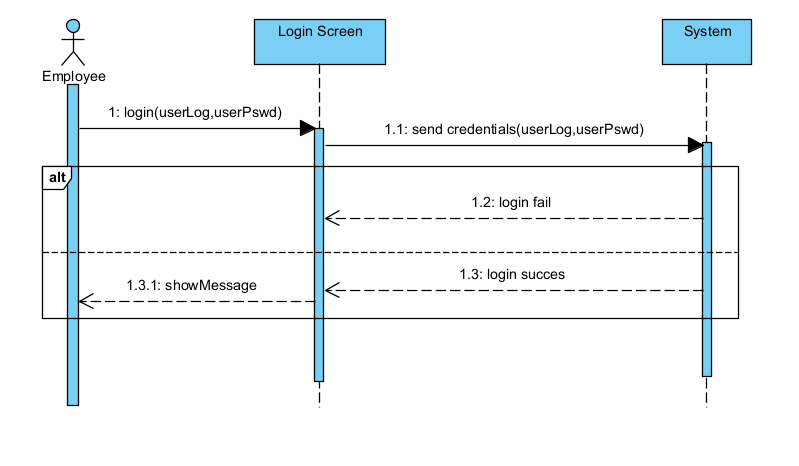 Login Screen
System
Employee
1: login(userLog,userPswd)
1.1: send credentials(userLog,userPswd)
alt
1.2: login fail
1.3: login succes
1.3.1: showMessage